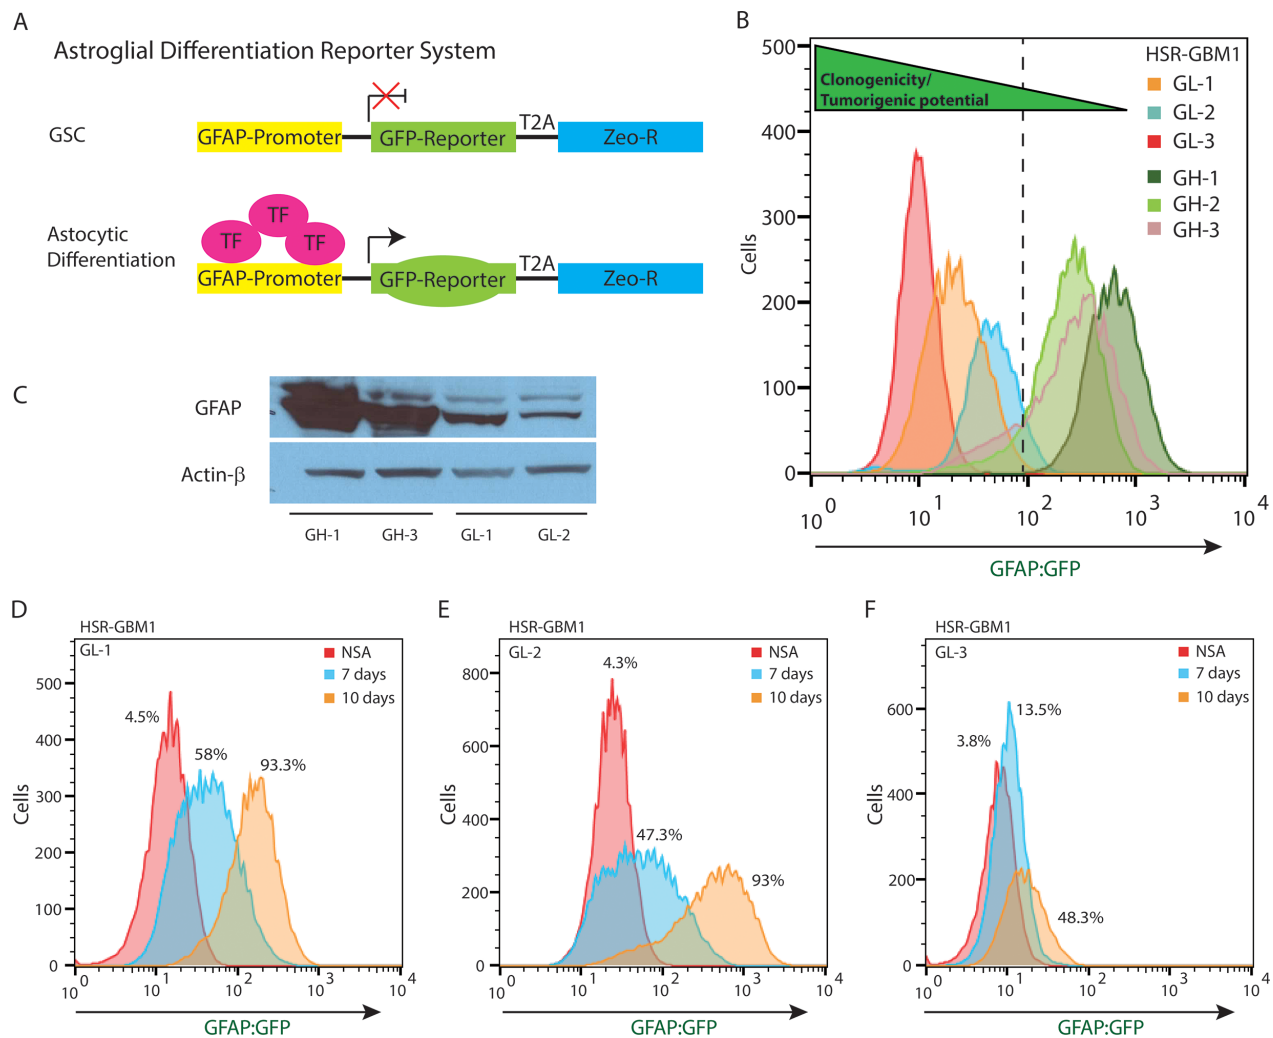 A
Astroglial Differentiation Reporter System
GSC
GFAP-Promoter
GFP-Reporter
T2A
Zeo-R
TF
TF
TF
Astocytic
Differentiation
GFAP-Promoter
GFP-Reporter
T2A
Zeo-R
B
500
400
300
200
100
0
Cells
Clonogenicity/
Tumorigenic potential
HSR-GBM1
GL-1
GL-2
GL-3
GH-1
GH-2
GH-3
10^0
10^1
10^2
10^3
10^4
GFAP:GFP
C
GFAP
Actin-β
GH-1
GH-3
GL-1
GL-2
D
HSR-GBM1
GL-1
NSA
7 days
10 days
4.5%
58%
93.3%
500
400
300
200
100
0
Cells
10^0
10^1
10^2
10^3
10^4
GFAP:GFP
E
HSR-GBM1
GL-2
NSA
7 days
10 days
4.3%
47.3%
93%
800
600
400
200
0
Cells
10^0
10^1
10^2
10^3
10^4
GFAP:GFP
F
HSR-GBM1
GL-3
NSA
7 days
10 days
13.5%
3.8%
48.3%
600
400
200
0
Cells
10^0
10^1
10^2
10^3
10^4
GFAP:GFP